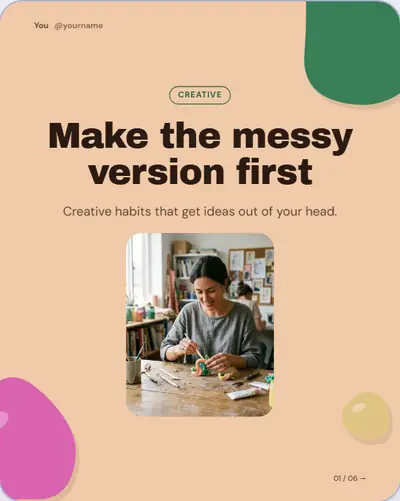 You @yourname
CREATIVE
Make the messy
version first
Creative habits that get ideas out of your head.
01 / 06 →